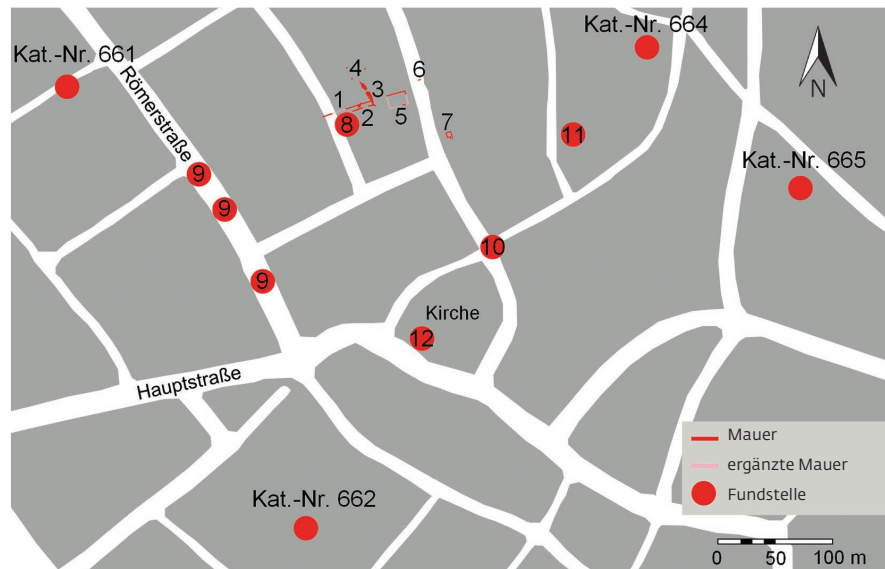 Kat.-Nr. 661
Kat.-Nr. 664
Römerstraße
4
6
1
3
2
5
8
7
11
N
Kat.-Nr. 665
9
9
10
9
Kirche
12
Hauptstraße
Mauer
ergänzte Mauer
Fundstelle
Kat.-Nr. 662
0 50 100 m